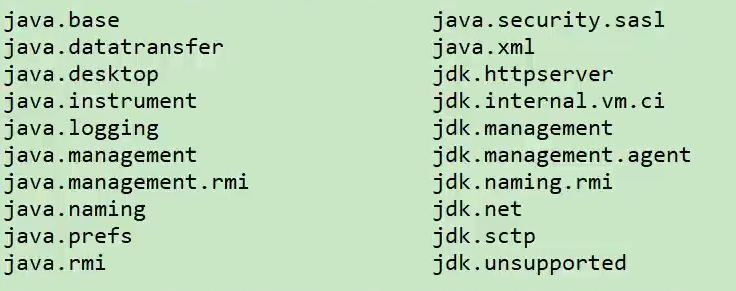 java.base
java.datatransfer
java.desktop
java.instrument
java.logging
java.management
java.management.rmi
java.naming
java.prefs
java.rmi
java.security.sasl
java.xml
jdk.httpserver
jdk.internal.vm.ci
jdk.management
jdk.management.agent
jdk.naming.rmi
jdk.net
jdk.sctp
jdk.unsupported